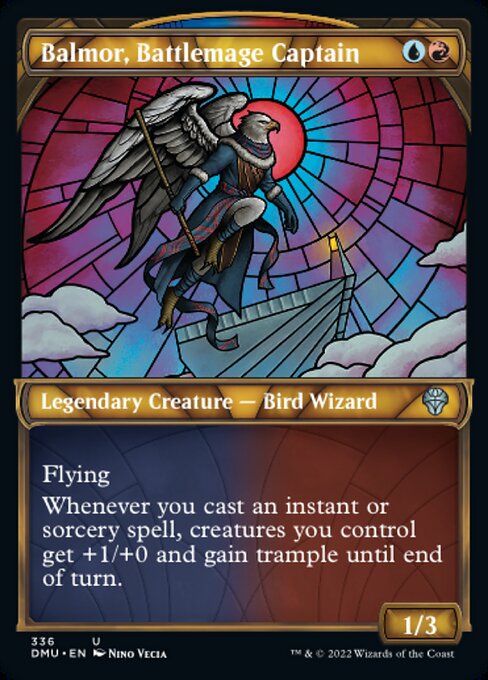 Balmor, Battlemage Captain
Legendary Creature — Bird Wizard
Flying
Whenever you cast an instant or
sorcery spell, creatures you control
get +1/+0 and gain trample until end
of turn.
1/3
336 U
DMU • EN Nino Vecia
™ & © 2022 Wizards of the Coast